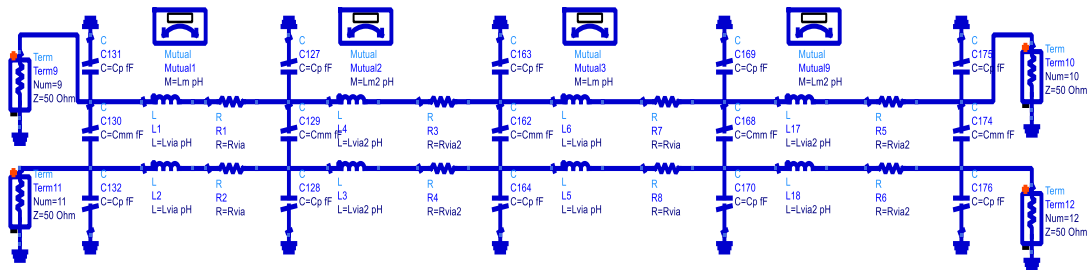 C
C131
C=Cp fF
Mutual
Mutual1
M=Lm pH
C
C127
C=Cp fF
Mutual
Mutual2
M=Lm2 pH
C
C163
C=Cp fF
Mutual
Mutual3
M=Lm pH
C
C169
C=Cp fF
Mutual
Mutual9
M=Lm2 pH
C
C175
C=Cp fF
Term
Term9
Num=9
Z=50 Ohm
Term
Term10
Num=10
Z=50 Ohm
C
C130
C=Cmm fF
L
L1
L=Lvia pH
R
R1
R=Rvia
C
C129
C=Cmm fF
L
L4
L=Lvia2 pH
R
R3
R=Rvia2
C
C162
C=Cmm fF
L
L6
L=Lvia pH
R
R7
R=Rvia
C
C168
C=Cmm fF
L
L17
L=Lvia2 pH
R
R5
R=Rvia2
C
C174
C=Cmm fF
Term
Term11
Num=11
Z=50 Ohm
C
C132
C=Cp fF
L
L2
L=Lvia pH
R
R2
R=Rvia
C
C128
C=Cp fF
L
L3
L=Lvia2 pH
R
R4
R=Rvia2
C
C164
C=Cp fF
L
L5
L=Lvia pH
R
R8
R=Rvia
C
C170
C=Cp fF
L
L18
L=Lvia2 pH
R
R6
R=Rvia2
C
C176
C=Cp fF
Term
Term12
Num=12
Z=50 Ohm